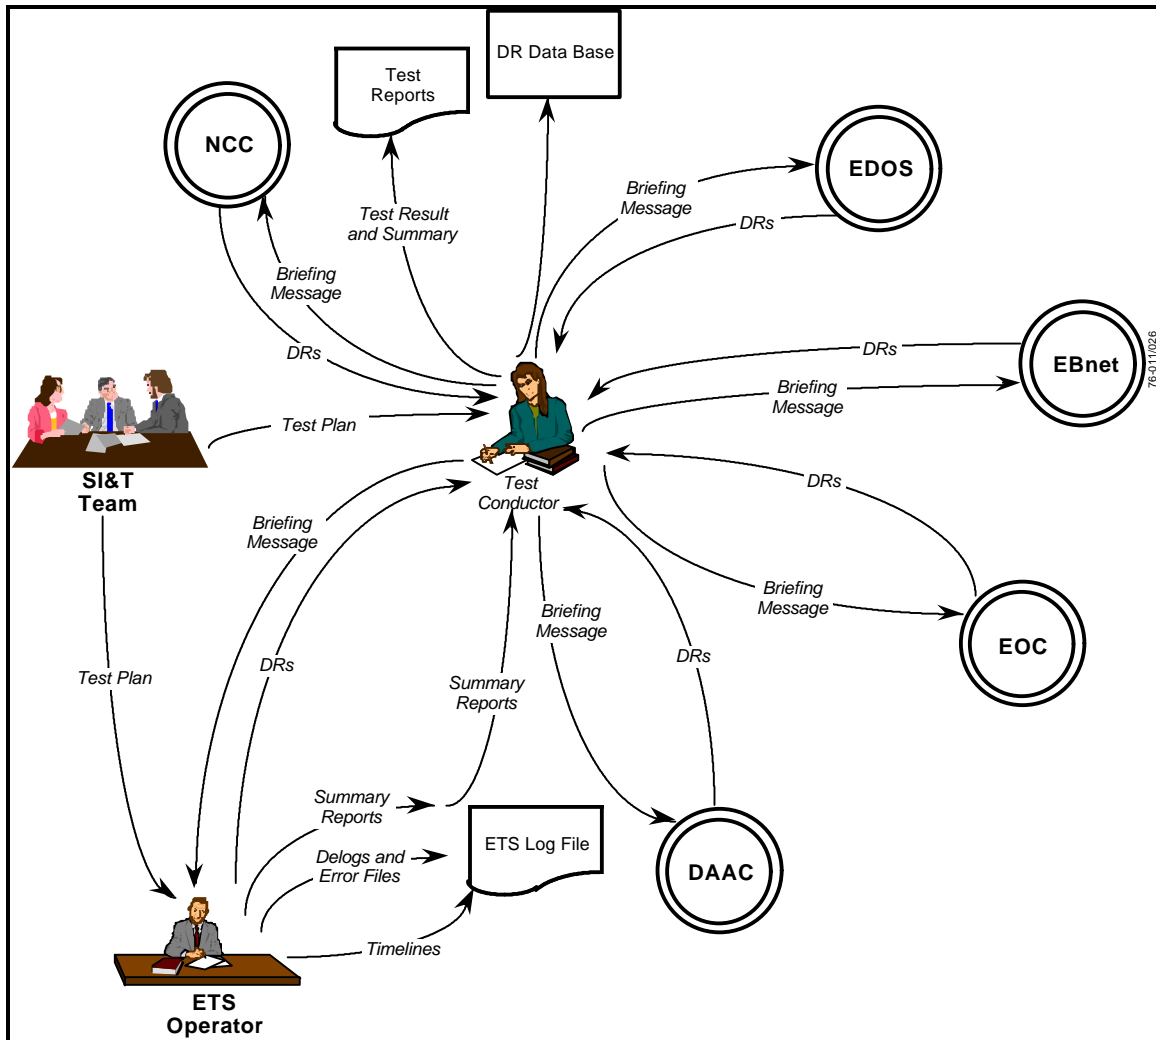 DR Data Base
Test
Reports
NCC
EDOS
Briefing
Message
Test Result
and Summary
DRs
Briefing
Message
DRs
EBnet
DRs
Briefing
Message
76-011/026
Test Plan
SI&T
Team
Test
Conductor
DRs
Briefing
Message
Briefing
Message
Briefing
Message
EOC
DRs
DRs
Test Plan
Summary
Reports
Summary
Reports
ETS Log File
Delogs and
Error Files
DAAC
Timelines
ETS
Operator